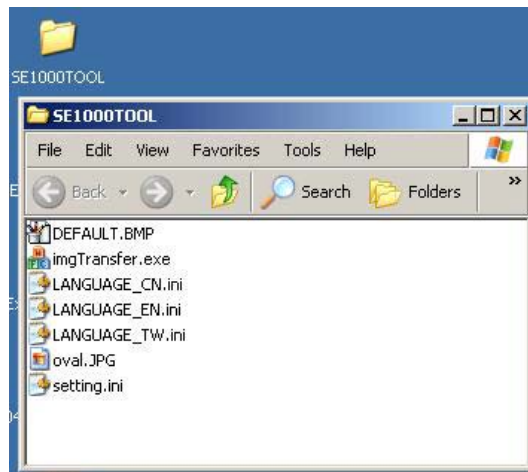 SE1000TOOL
SE1000TOOL
File Edit View Favorites Tools Help
Back Search Folders »
DEFAULT.BMP
imgTransfer.exe
LANGUAGE_CN.ini
LANGUAGE_EN.ini
LANGUAGE_TW.ini
oval.JPG
setting.ini